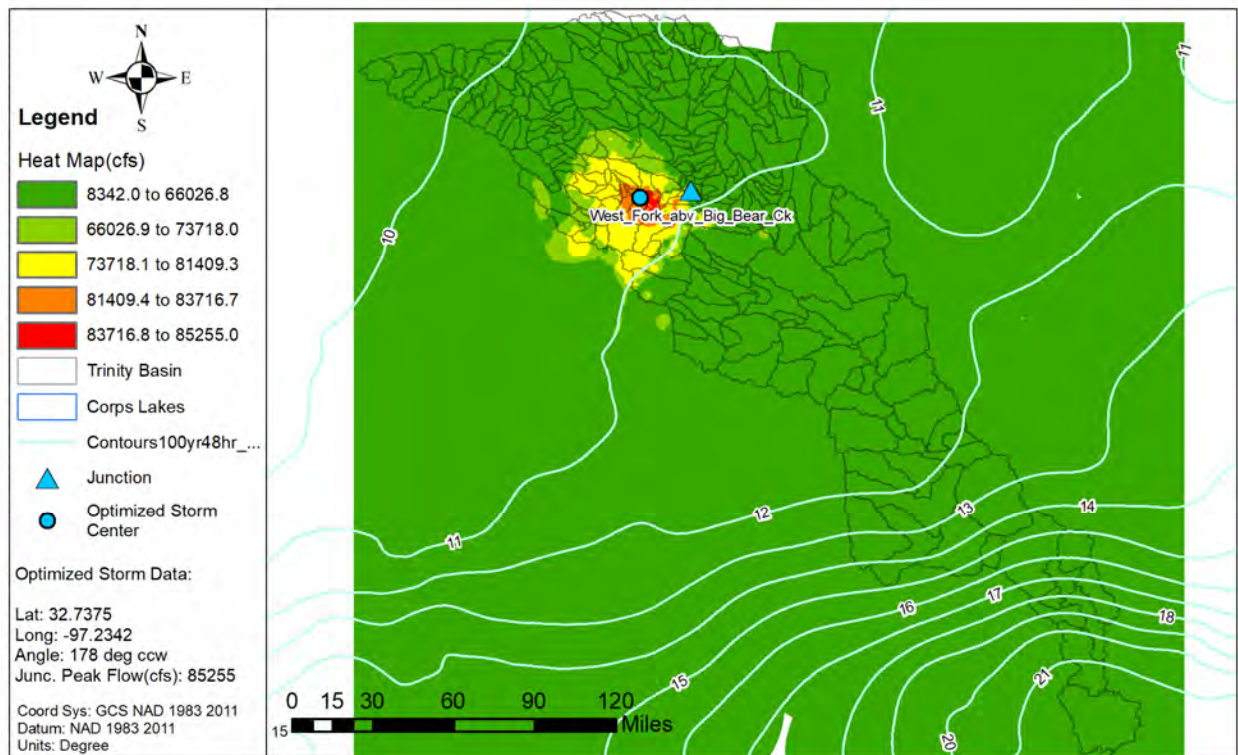 N
W E
S
Legend
Heat Map(cfs)
8342.0 to 66026.8
66026.9 to 73718.0
73718.1 to 81409.3
81409.4 to 83716.7
83716.8 to 85255.0
Trinity Basin
Corps Lakes
Contours100yr48hr_...
Junction
Optimized Storm
Center
Optimized Storm Data:
Lat: 32.7375
Long: -97.2342
Angle: 178 deg ccw
Junc. Peak Flow(cfs): 85255
Coord Sys: GCS NAD 1983 2011
Datum: NAD 1983 2011
Units: Degree
11
11
10
West_Fork_abv_Big_Bear_Ck
12
13
14
11
16
17
18
15
21
20
0 15 30 60 90 120
Miles
15